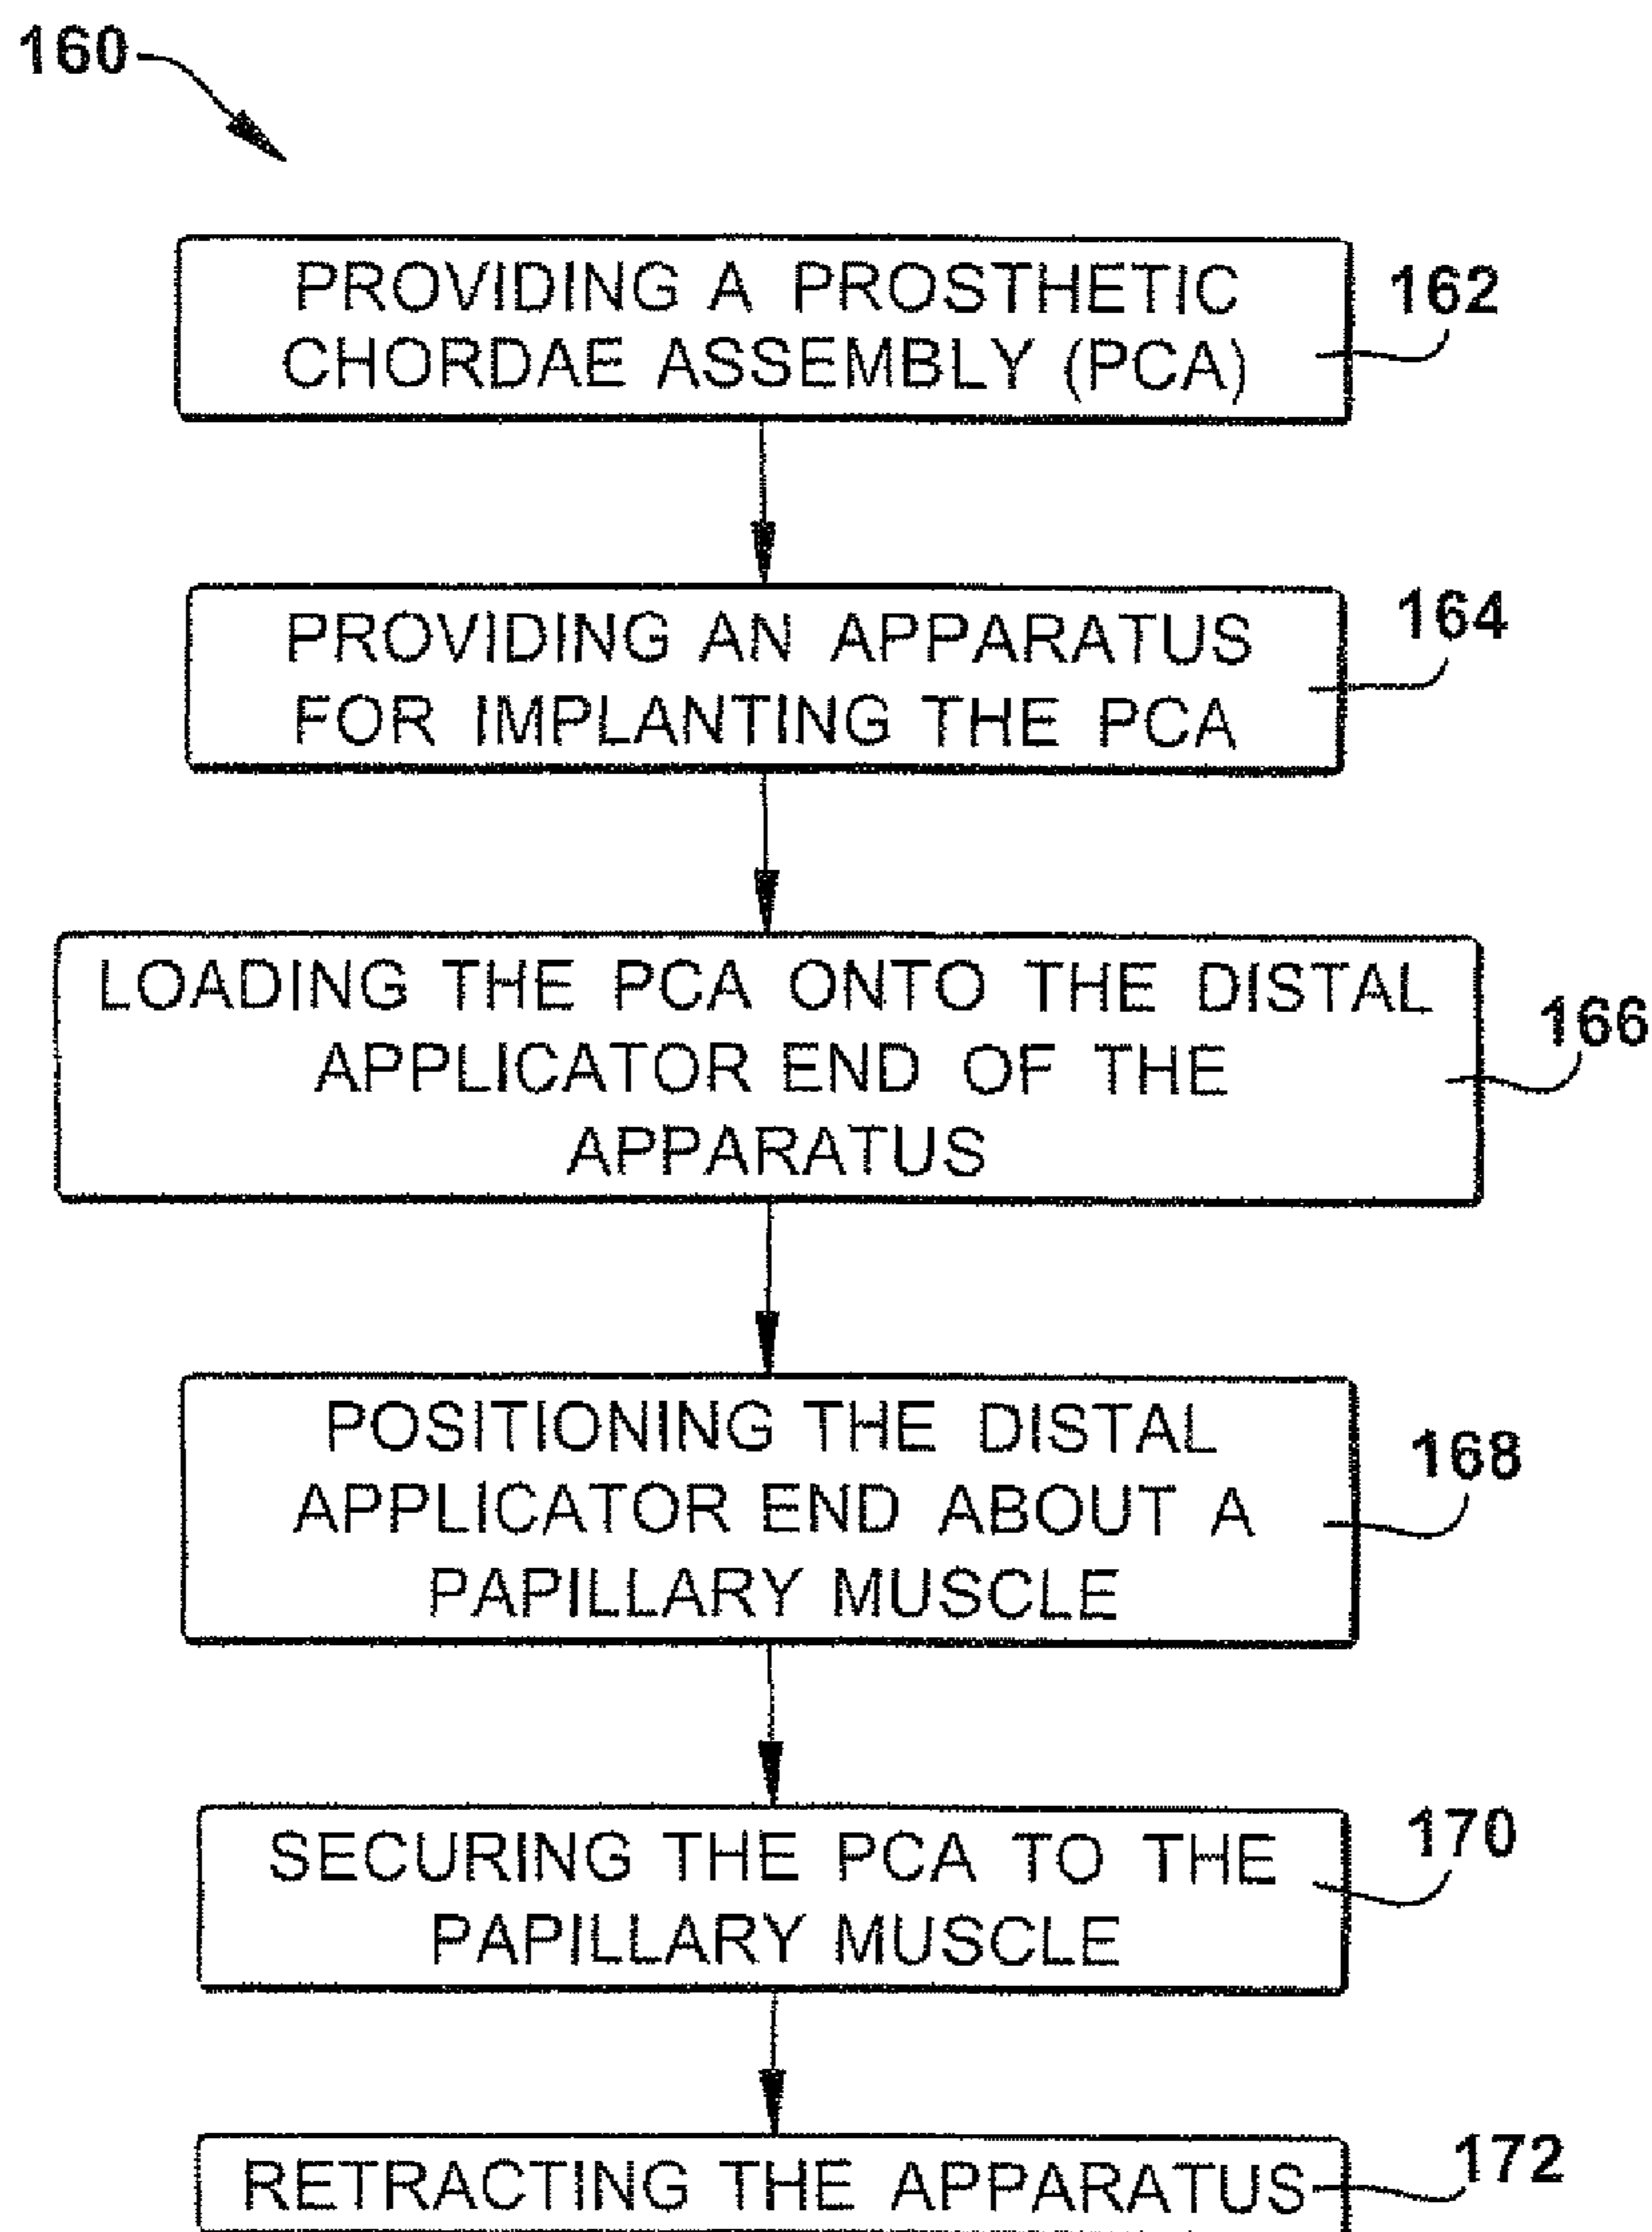 160
PROVIDING A PROSTHETIC
CHORDAE ASSEMBLY (PCA)
162
PROVIDING AN APPARATUS
FOR IMPLANTING THE PCA
164
LOADING THE PCA ONTO THE DISTAL
APPLICATOR END OF THE
APPARATUS
166
POSITIONING THE DISTAL
APPLICATOR END ABOUT A
PAPILLARY MUSCLE
168
SECURING THE PCA TO THE
PAPILLARY MUSCLE
170
RETRACTING THE APPARATUS
172